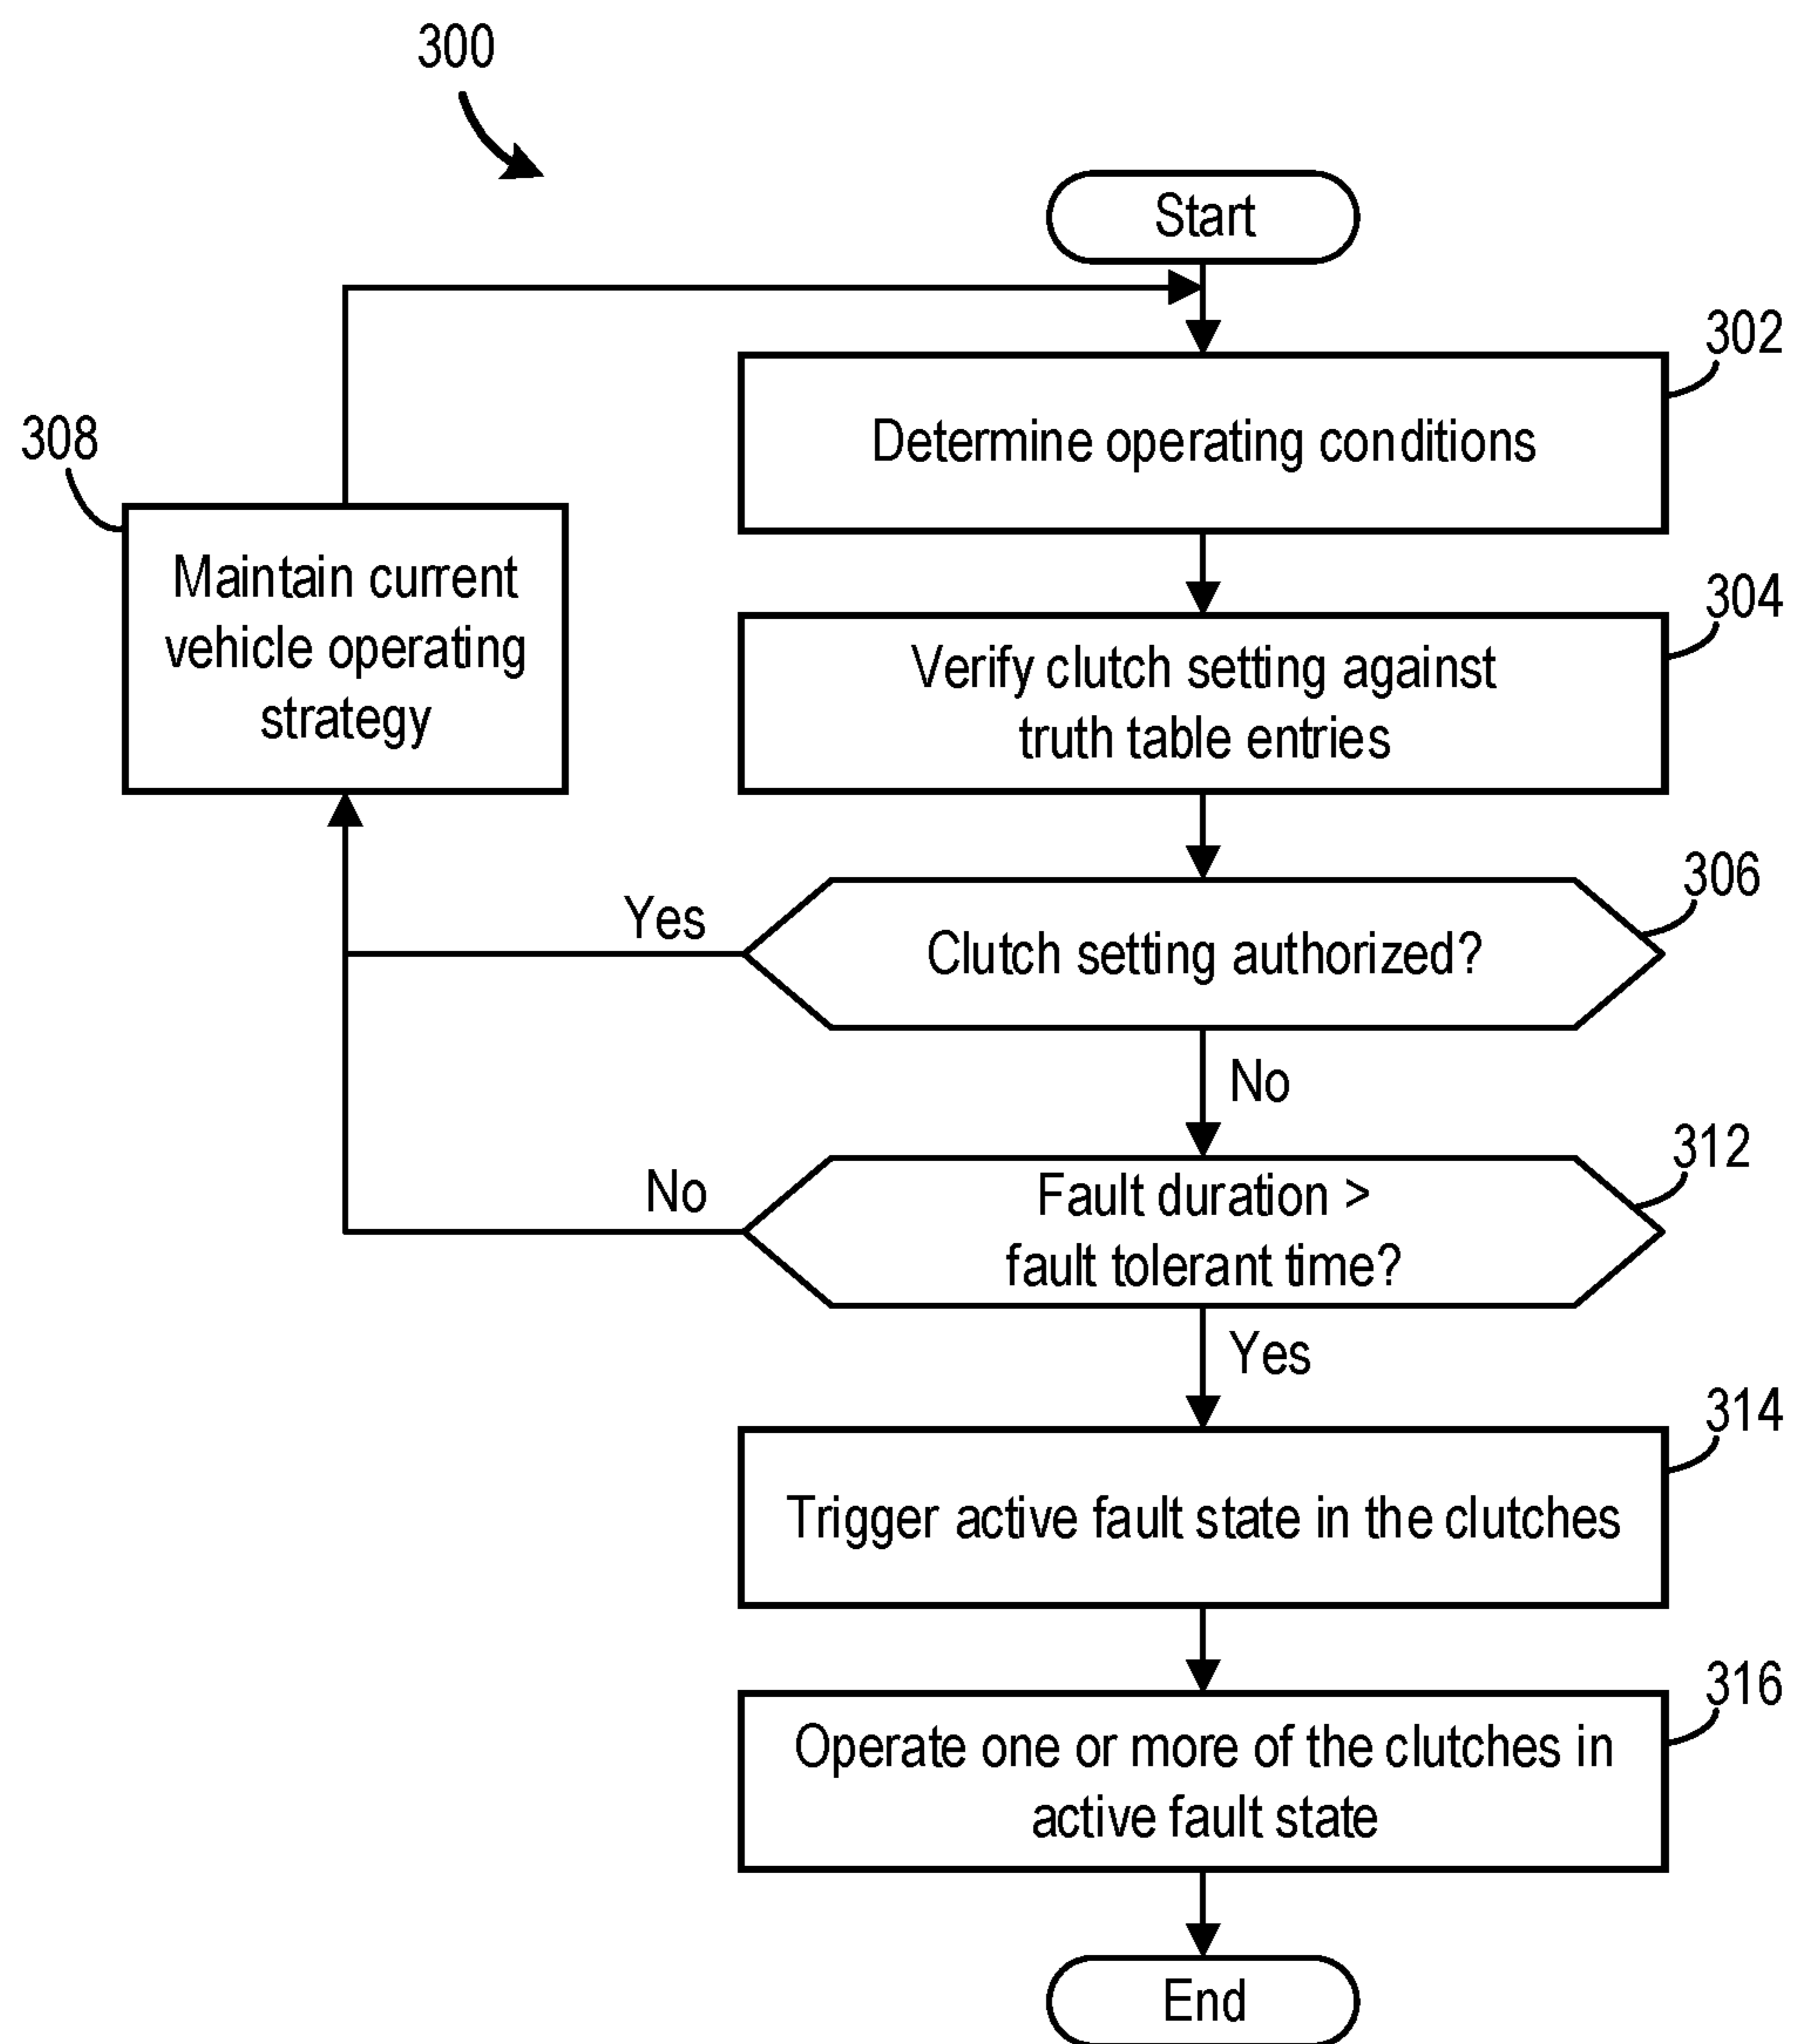 300
Start
302
Determine operating conditions
308
Maintain current
vehicle operating
strategy
304
Verify clutch setting against
truth table entries
306
Yes
Clutch setting authorized?
No
312
No
Fault duration >
fault tolerant time?
Yes
314
Trigger active fault state in the clutches
316
Operate one or more of the clutches in
active fault state
End